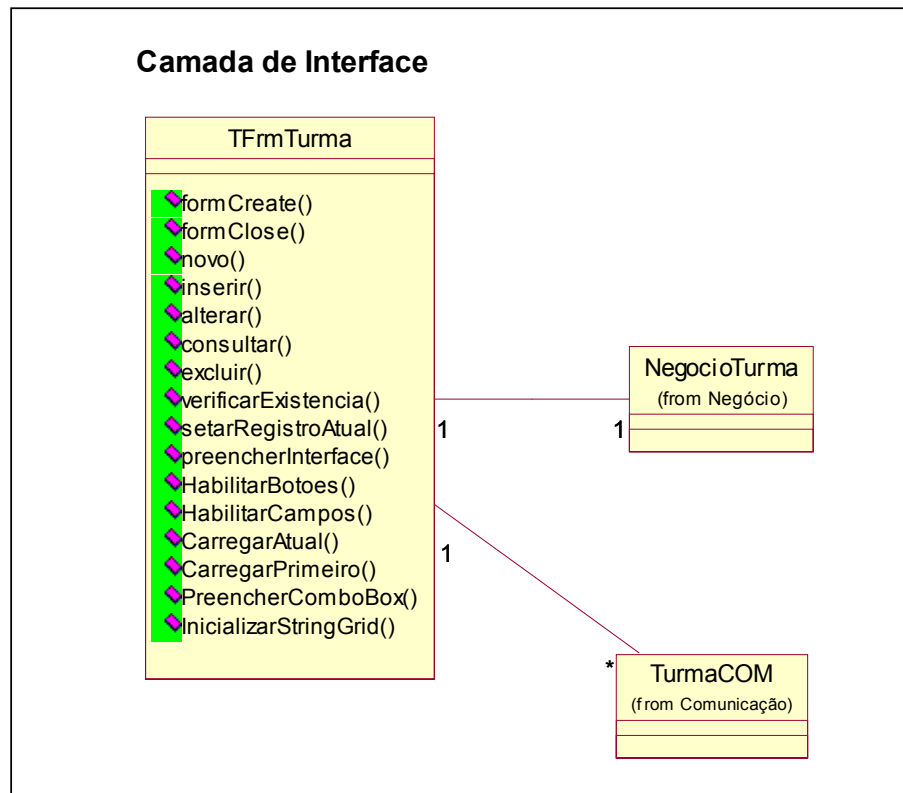 Camada de Interface
TFrmTurma
formCreate()
formClose()
novo()
inserir()
alterar()
consultar()
excluir()
verificarExistencia()
setarRegistroAtual()
preencherInterface()
HabilitarBotoes()
HabilitarCampos()
CarregarAtual()
CarregarPrimeiro()
PreencherComboBox()
InicializarStringGrid()
NegocioTurma
(from Negócio)
1
1
1
*
TurmaCOM
(from Comunicação)